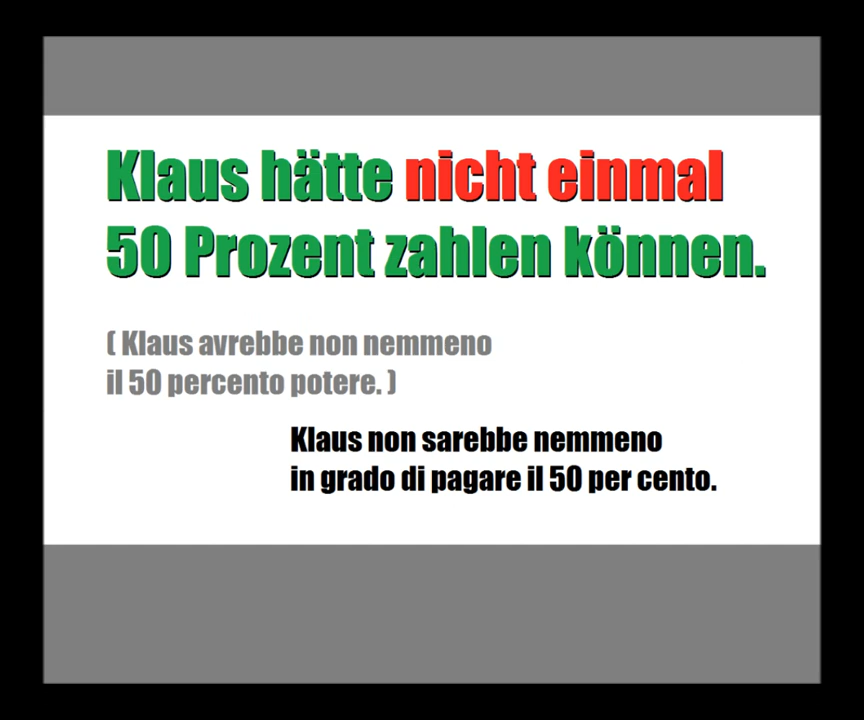 Klaus hätte nicht einmal
50 Prozent zahlen können.
( Klaus avrebbe non nemmeno
il 50 percento potere. )
Klaus non sarebbe nemmeno
in grado di pagare il 50 per cento.